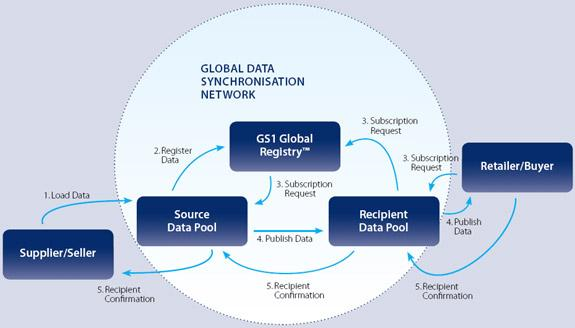 GLOBAL DATA
SYNCHRONISATION
NETWORK
GS1 Global
Registry™
3. Subscription
Request
2. Register
Data
3. Subscription
Request
Retailer/Buyer
3. Subscription
Request
1. Load Data
Source
Data Pool
Recipient
Data Pool
4. Publish Data
4. Publish
Data
Supplier/Seller
5. Recipient
Confirmation
5. Recipient
Confirmation
5. Recipient
Confirmation